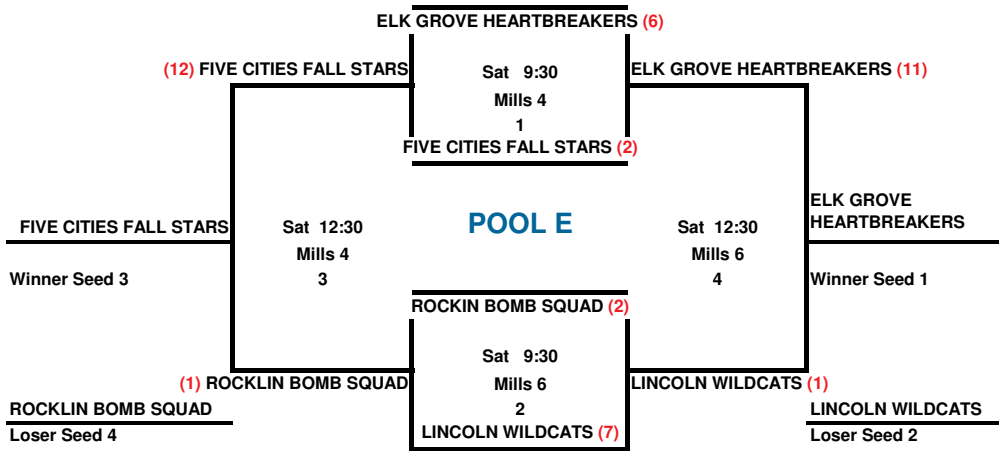 ELK GROVE HEARTBREAKERS (6)
(12) FIVE CITIES FALL STARS
Sat 9:30
ELK GROVE HEARTBREAKERS (11)
Mills 4
1
FIVE CITIES FALL STARS (2)
FIVE CITIES FALL STARS
Sat 12:30
POOL E
Sat 12:30
ELK GROVE
HEARTBREAKERS
Mills 4
Mills 6
Winner Seed 3
3
4
Winner Seed 1
ROCKIN BOMB SQUAD (2)
Sat 9:30
(1) ROCKLIN BOMB SQUAD
Mills 6
LINCOLN WILDCATS (1)
2
ROCKLIN BOMB SQUAD
LINCOLN WILDCATS
LINCOLN WILDCATS (7)
Loser Seed 4
Loser Seed 2